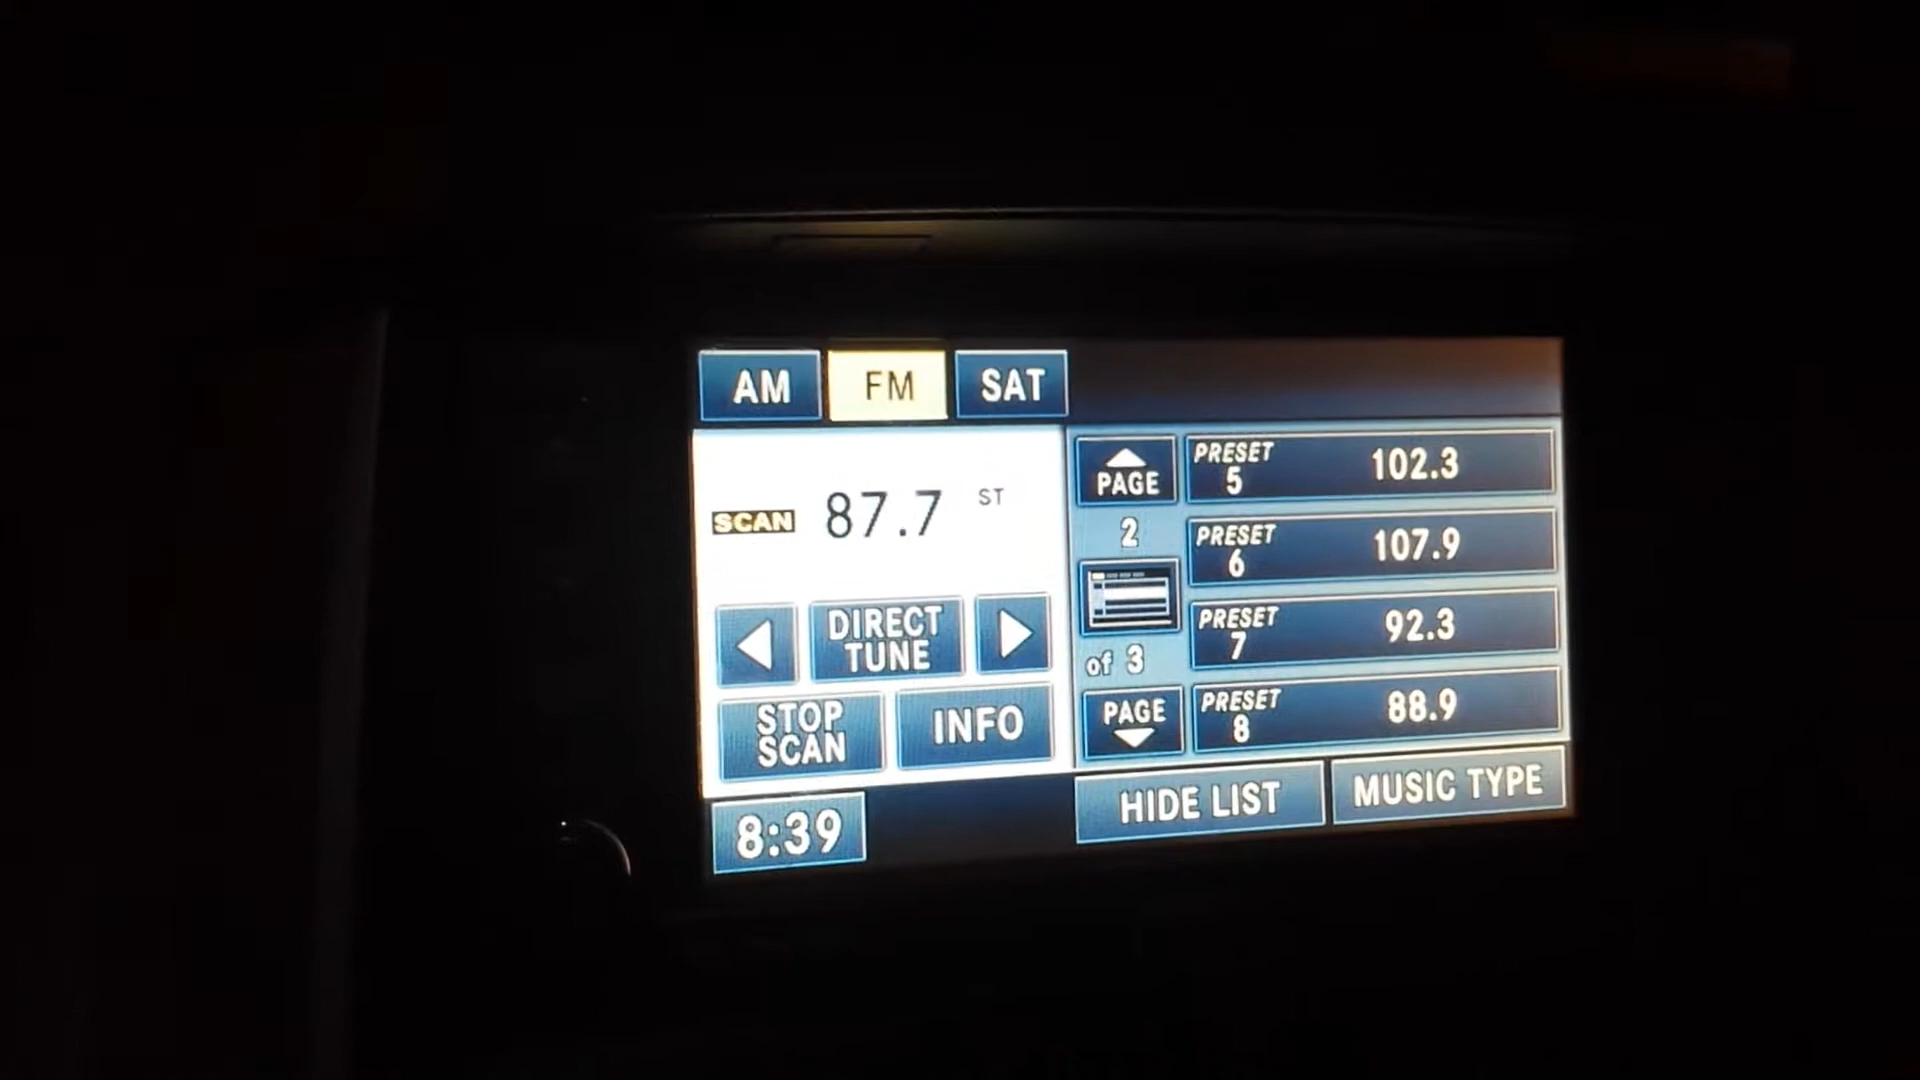 AM FM SAT
SCAN 87.7 ST
DIRECT
TUNE
STOP
SCAN
INFO
8:39
PAGE
2
of 3
PAGE
PRESET
5
102.3
PRESET
6
107.9
PRESET
7
92.3
PRESET
8
88.9
HIDE LIST
MUSIC TYPE